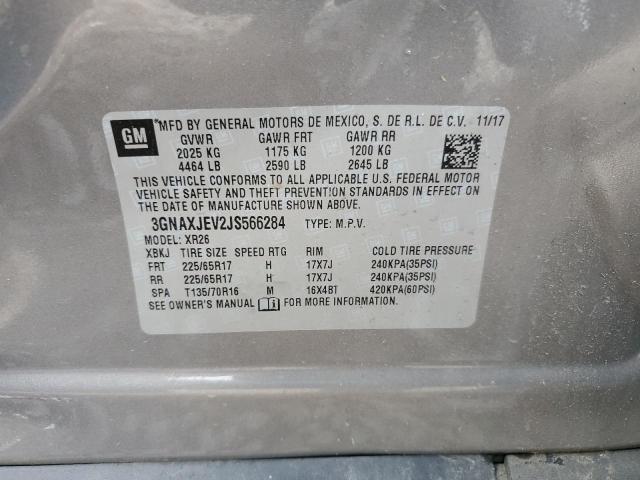 GM
*MFD BY GENERAL MOTORS DE MEXICO, S. DE R.L. DE C.V. 11/17
GVWR GAWR FRT GAWR RR
2025 KG 1175 KG 1200 KG
4464 LB 2590 LB 2645 LB
THIS VEHICLE CONFORMS TO ALL APPLICABLE U.S. FEDERAL MOTOR
VEHICLE SAFETY AND THEFT PREVENTION STANDARDS IN EFFECT ON
THE DATE OF MANUFACTURE SHOWN ABOVE.
3GNAXJEV2JS566284 TYPE: M.P.V.
MODEL: XR26
XBKJ TIRE SIZE SPEED RTG RIM COLD TIRE PRESSURE
FRT 225/65R17 H 17X7J 240KPA(35PSI)
RR 225/65R17 H 17X7J 240KPA(35PSI)
SPA T135/70R16 M 16X4BT 420KPA(60PSI)
SEE OWNER'S MANUAL FOR MORE INFORMATION.